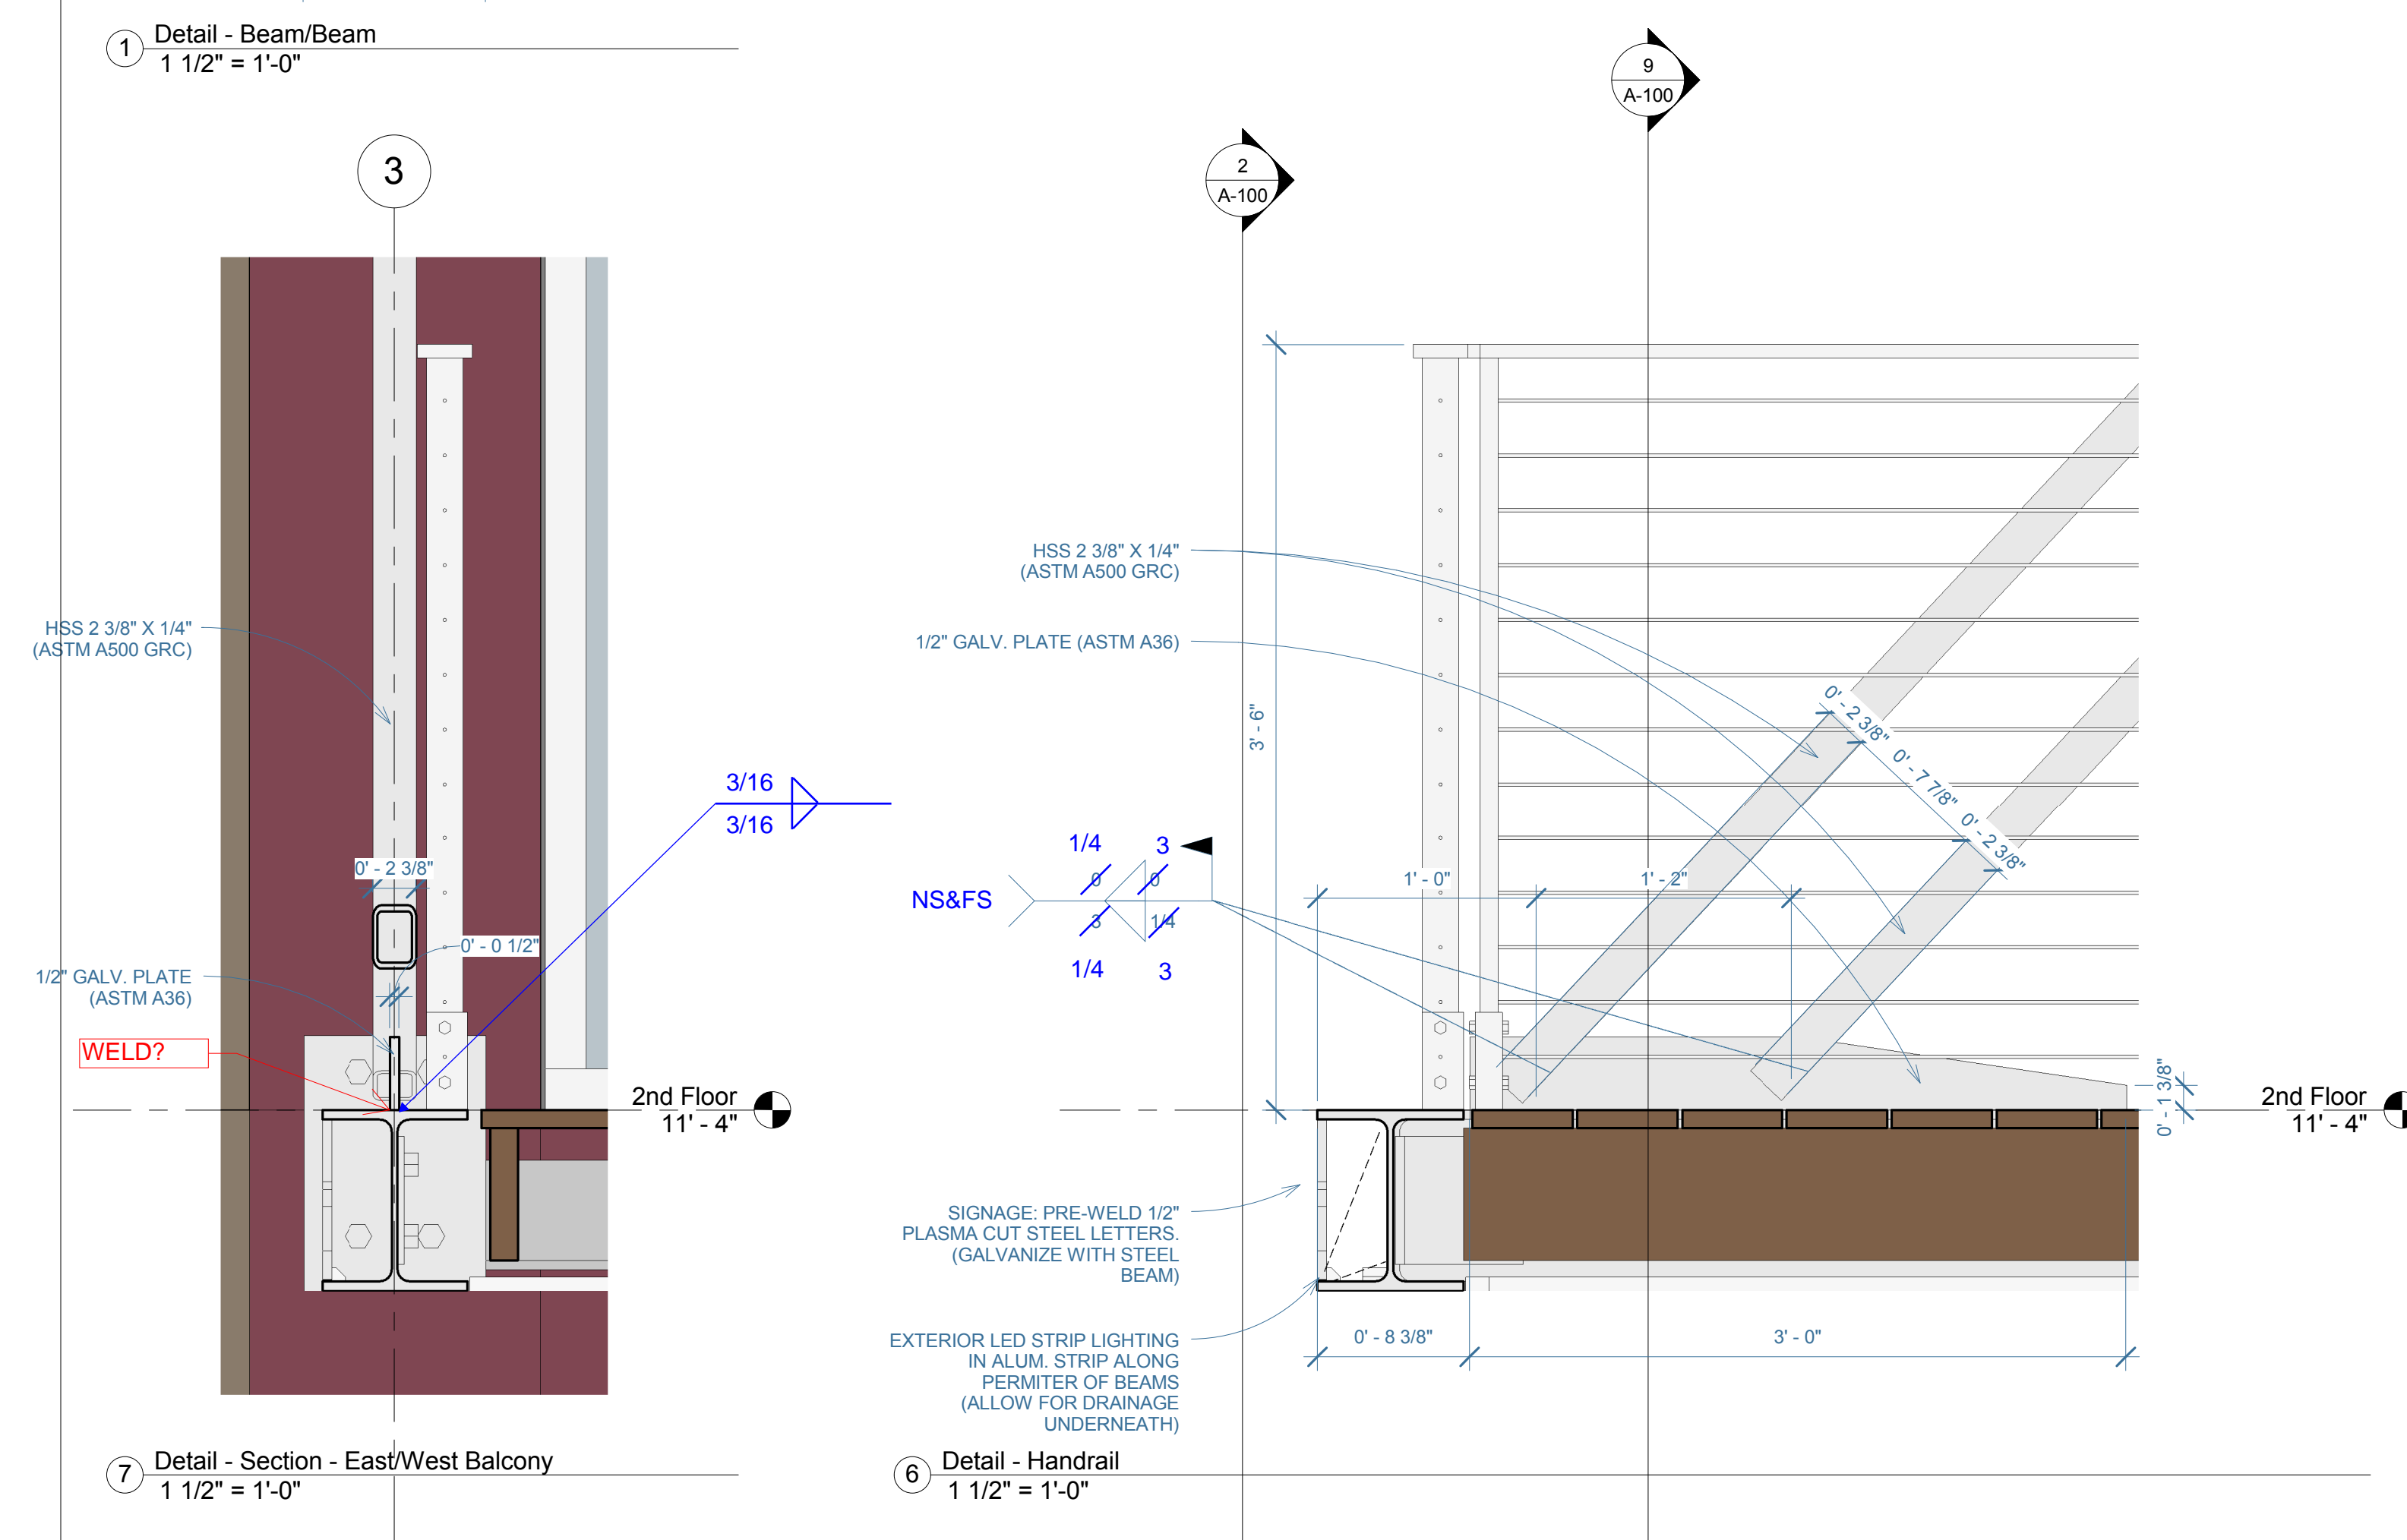 1
Detail - Beam/Beam
1 1/2" = 1'-0"
3
HSS 2 3/8" X 1/4"
(ASTM A500 GRC)
0' - 2 3/8"
0' - 0 1/2"
1/2" GALV. PLATE
(ASTM A36)
WELD?
3/16
3/16
2nd Floor
11' - 4"
7
Detail - Section - East/West Balcony
1 1/2" = 1'-0"
9
A-100
2
A-100
HSS 2 3/8" X 1/4"
(ASTM A500 GRC)
1/2" GALV. PLATE (ASTM A36)
3' - 6"
0' - 2 3/8"
0' - 7 7/8"
0' - 2 3/8"
1/4
3
0
0
NS&FS
3
1/4
1/4
3
1' - 0"
1' - 2"
0' - 1 3/8"
2nd Floor
11' - 4"
SIGNAGE: PRE-WELD 1/2"
PLASMA CUT STEEL LETTERS.
(GALVANIZE WITH STEEL
BEAM)
EXTERIOR LED STRIP LIGHTING
IN ALUM. STRIP ALONG
PERMITER OF BEAMS
(ALLOW FOR DRAINAGE
UNDERNEATH)
0' - 8 3/8"
3' - 0"
6
Detail - Handrail
1 1/2" = 1'-0"